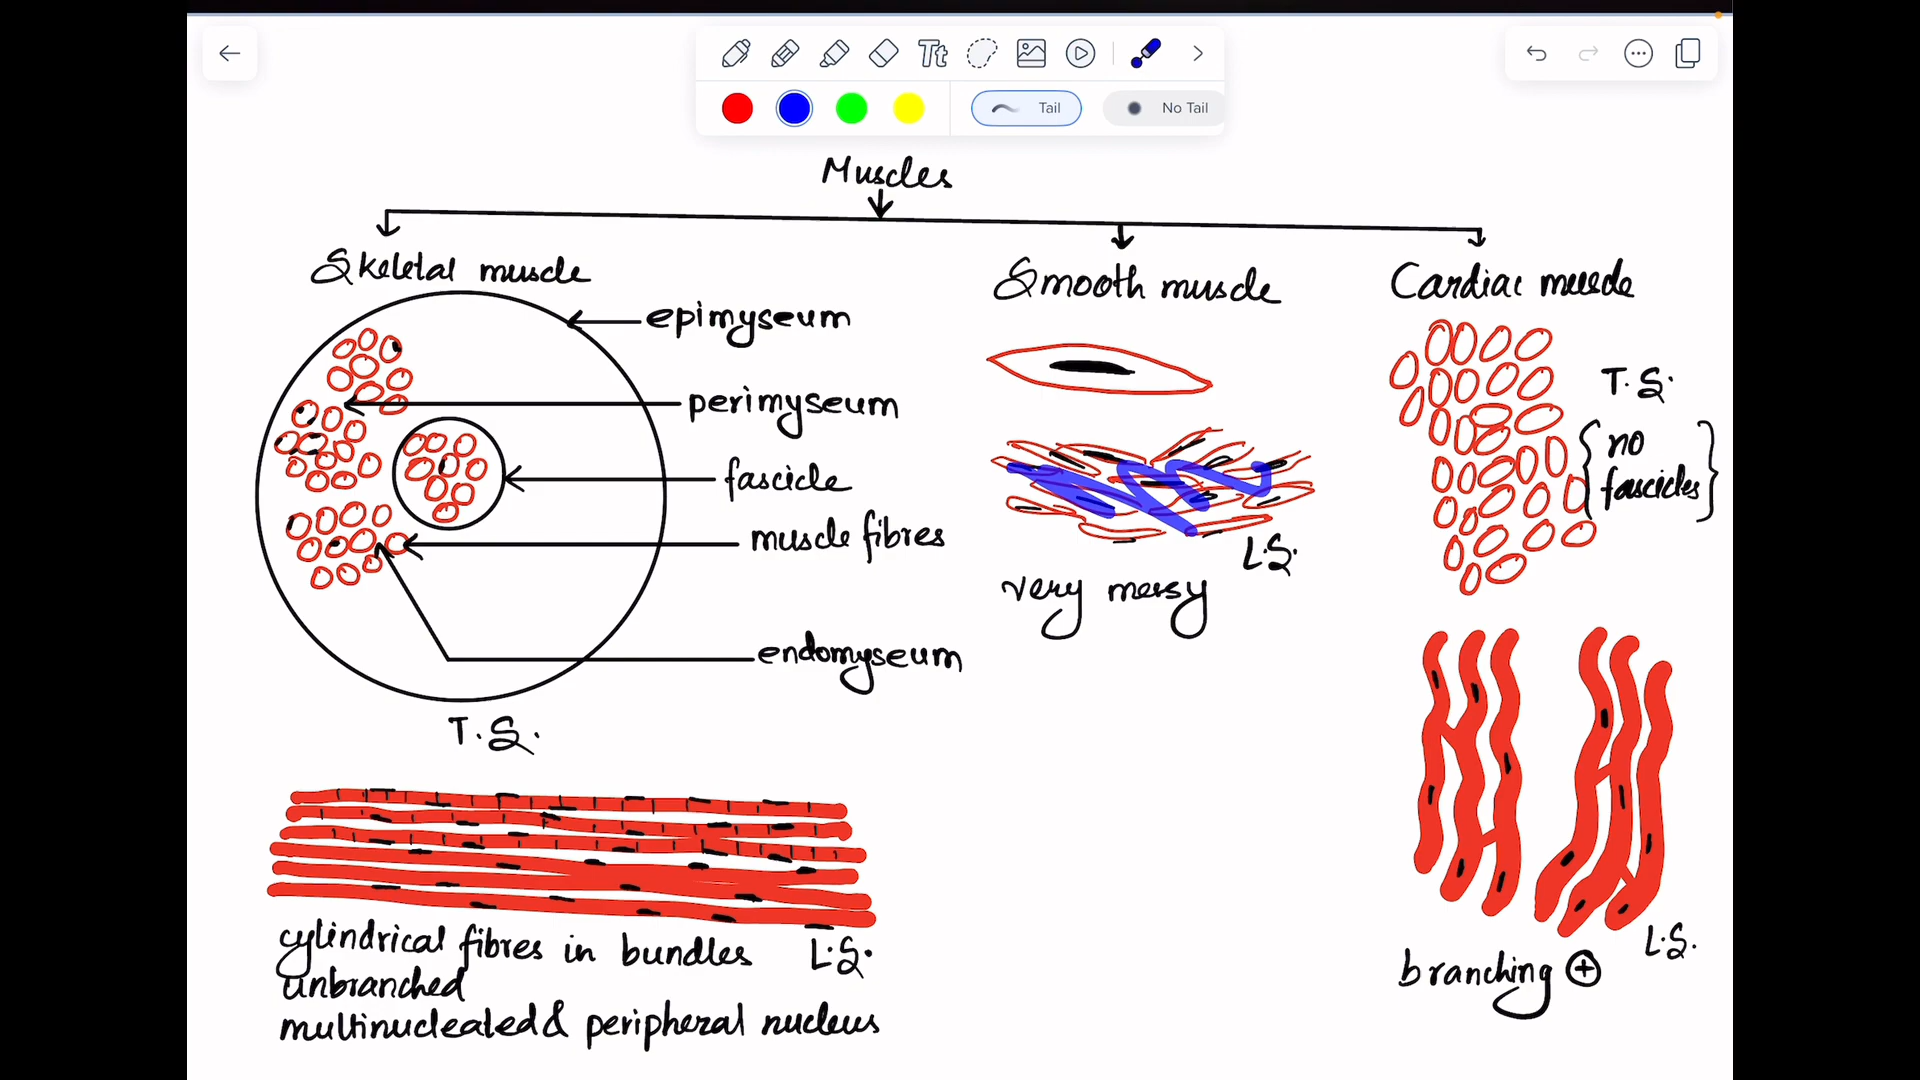 Tt
Tail
No Tail
Muscles
Skeletal muscle
Smooth muscle
Cardiac muscle
epimyseum
perimyseum
fascicle
muscle fibres
endomyseum
T.S.
cylindrical fibres in bundles
L.S.
unbranched
multinucleated & peripheral nucleus
L.S.
very messy
T.S.
{no
fascicles}
L.S.
branching +